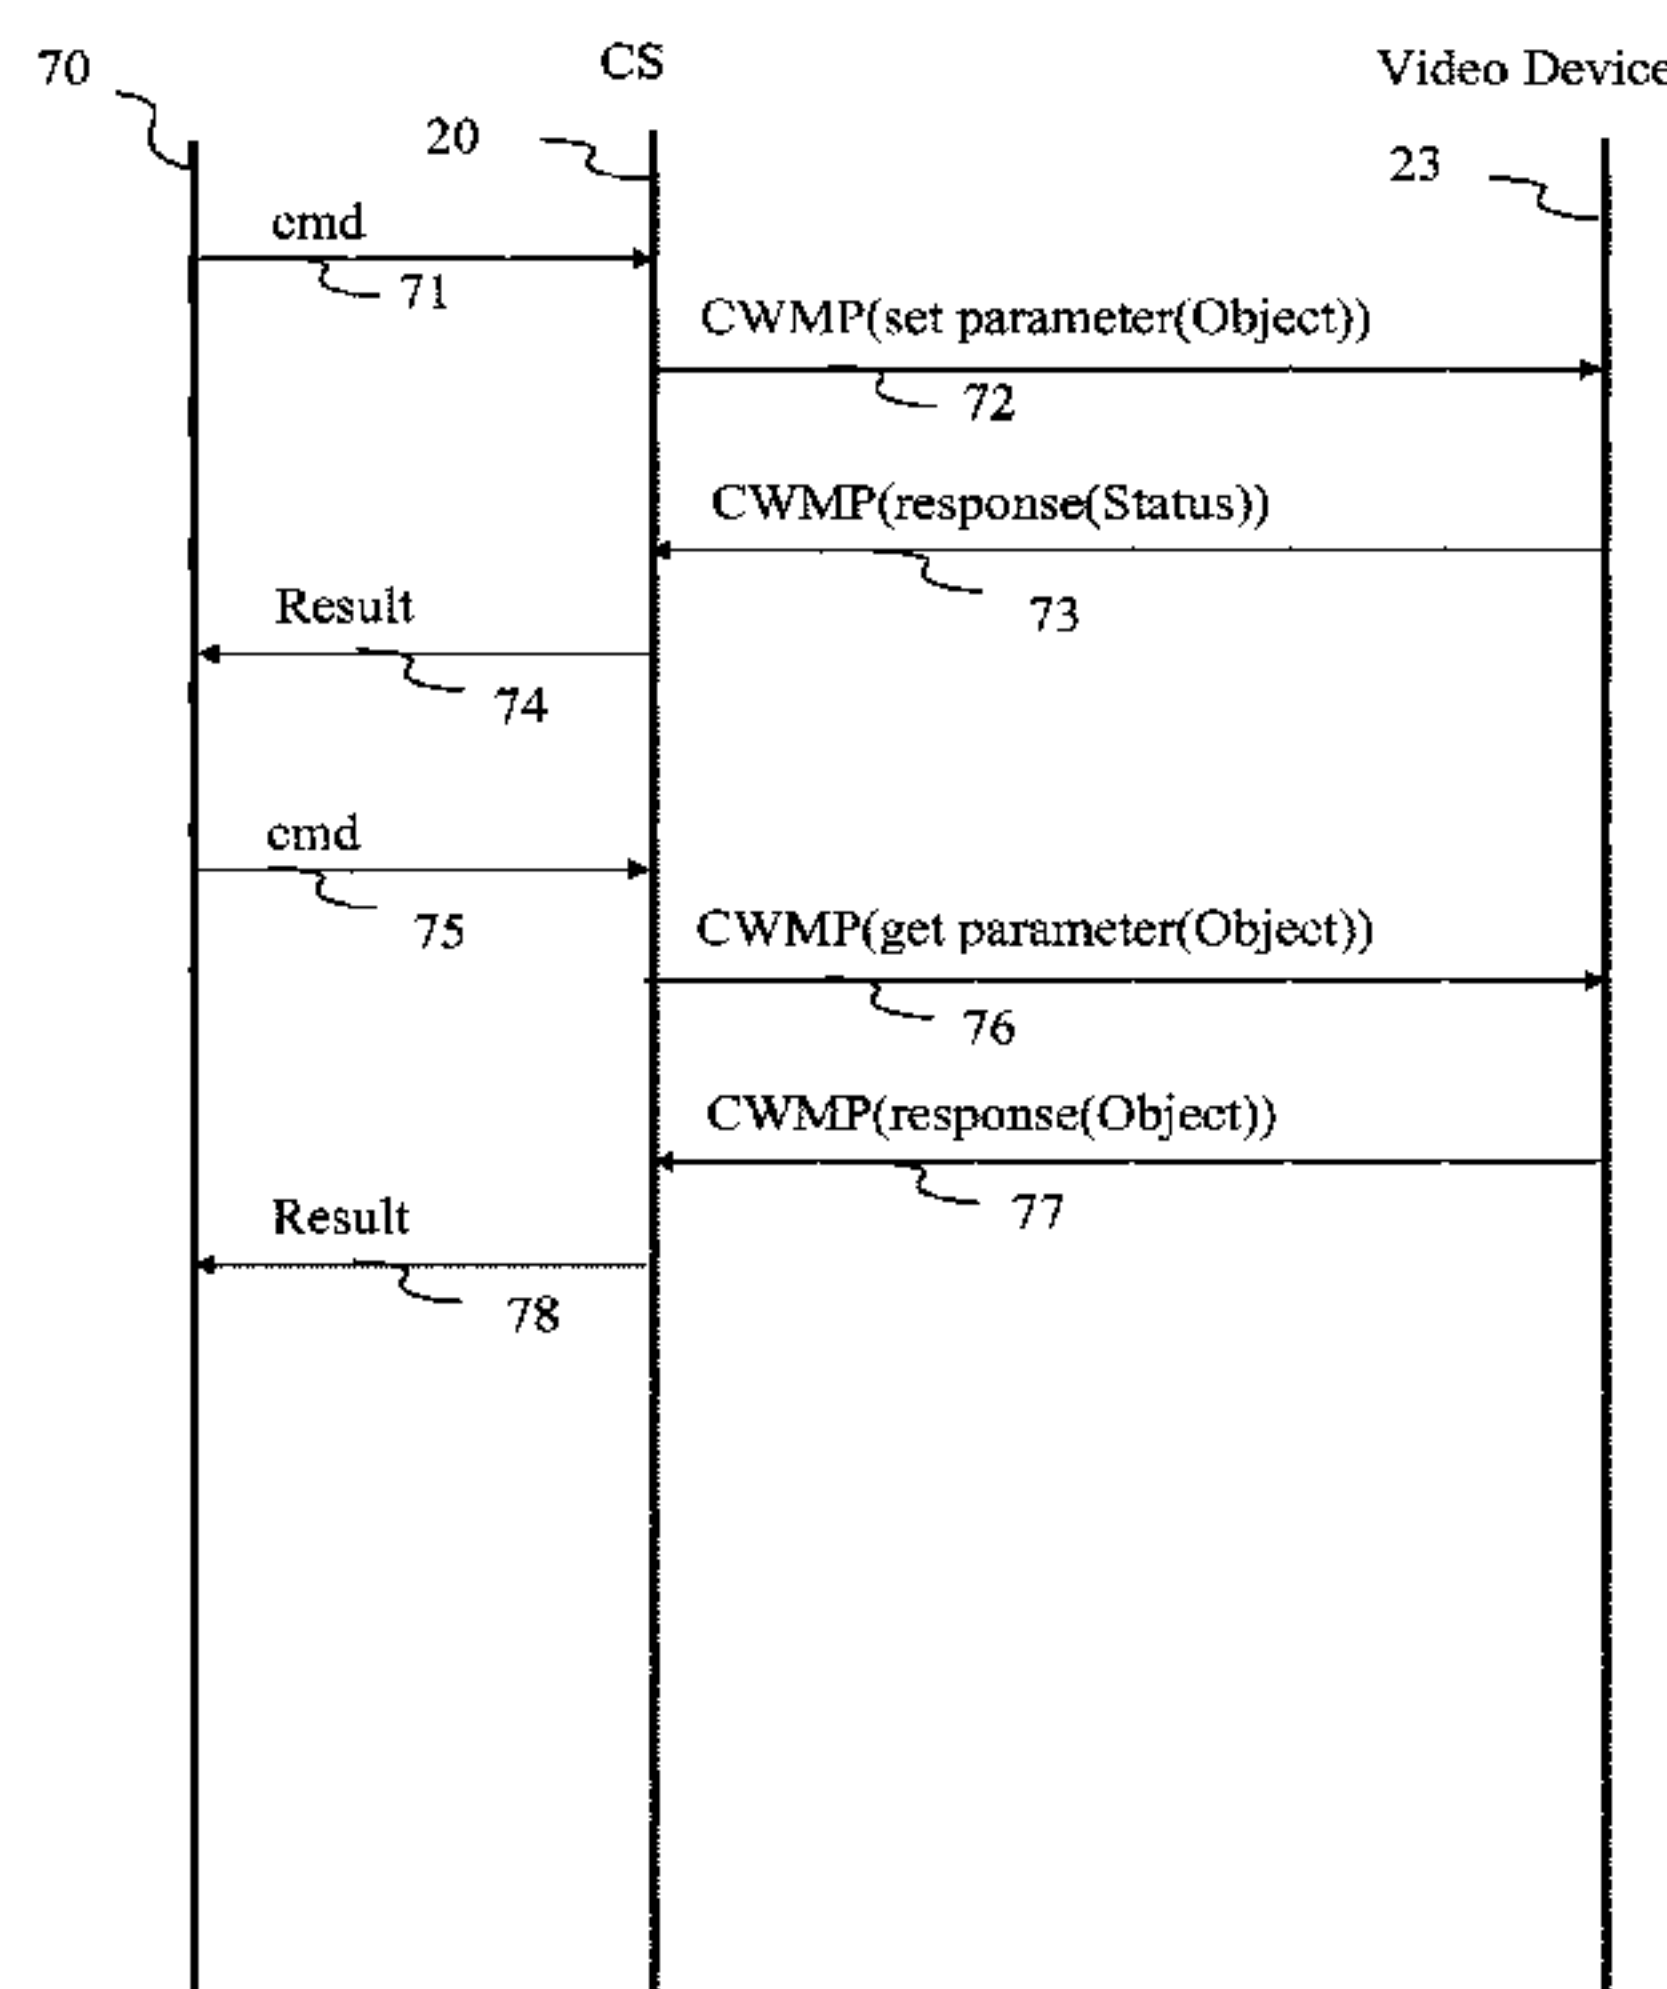 70
CS
Video Device
20
23
cmd
71
CWMP(set parameter(Object))
72
CWMP(response(Status))
73
Result
74
cmd
75
CWMP(get parameter(Object))
76
CWMP(response(Object))
77
Result
78